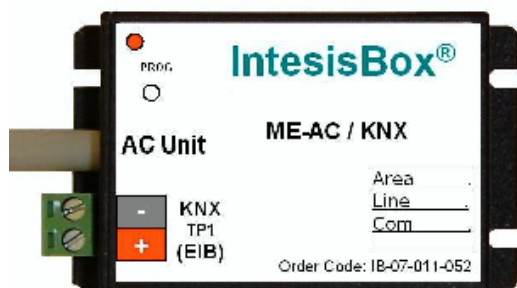 PROG
IntesisBox®
AC Unit
ME-AC / KNX
Area .
Line .
Com .
-
KNX
TP1
+
(EIB)
Order Code: IB-07-011-052